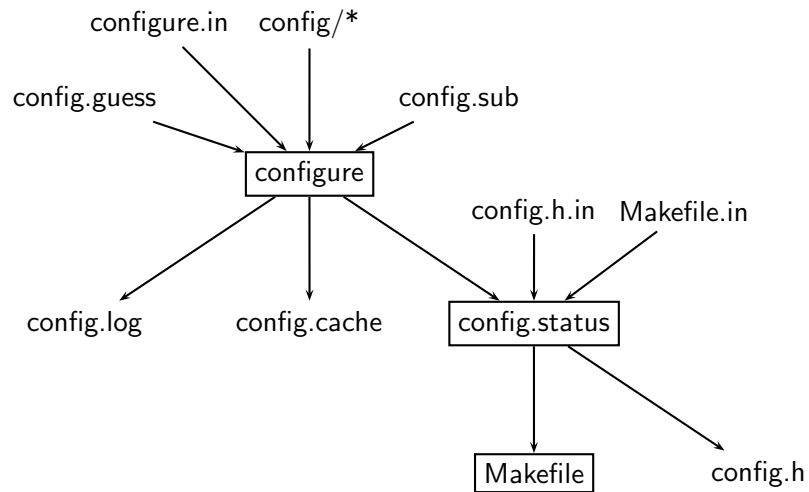 configure.in
config/*
config.guess
config.sub
configure
config.h.in
Makefile.in
config.log
config.cache
config.status
Makefile
config.h